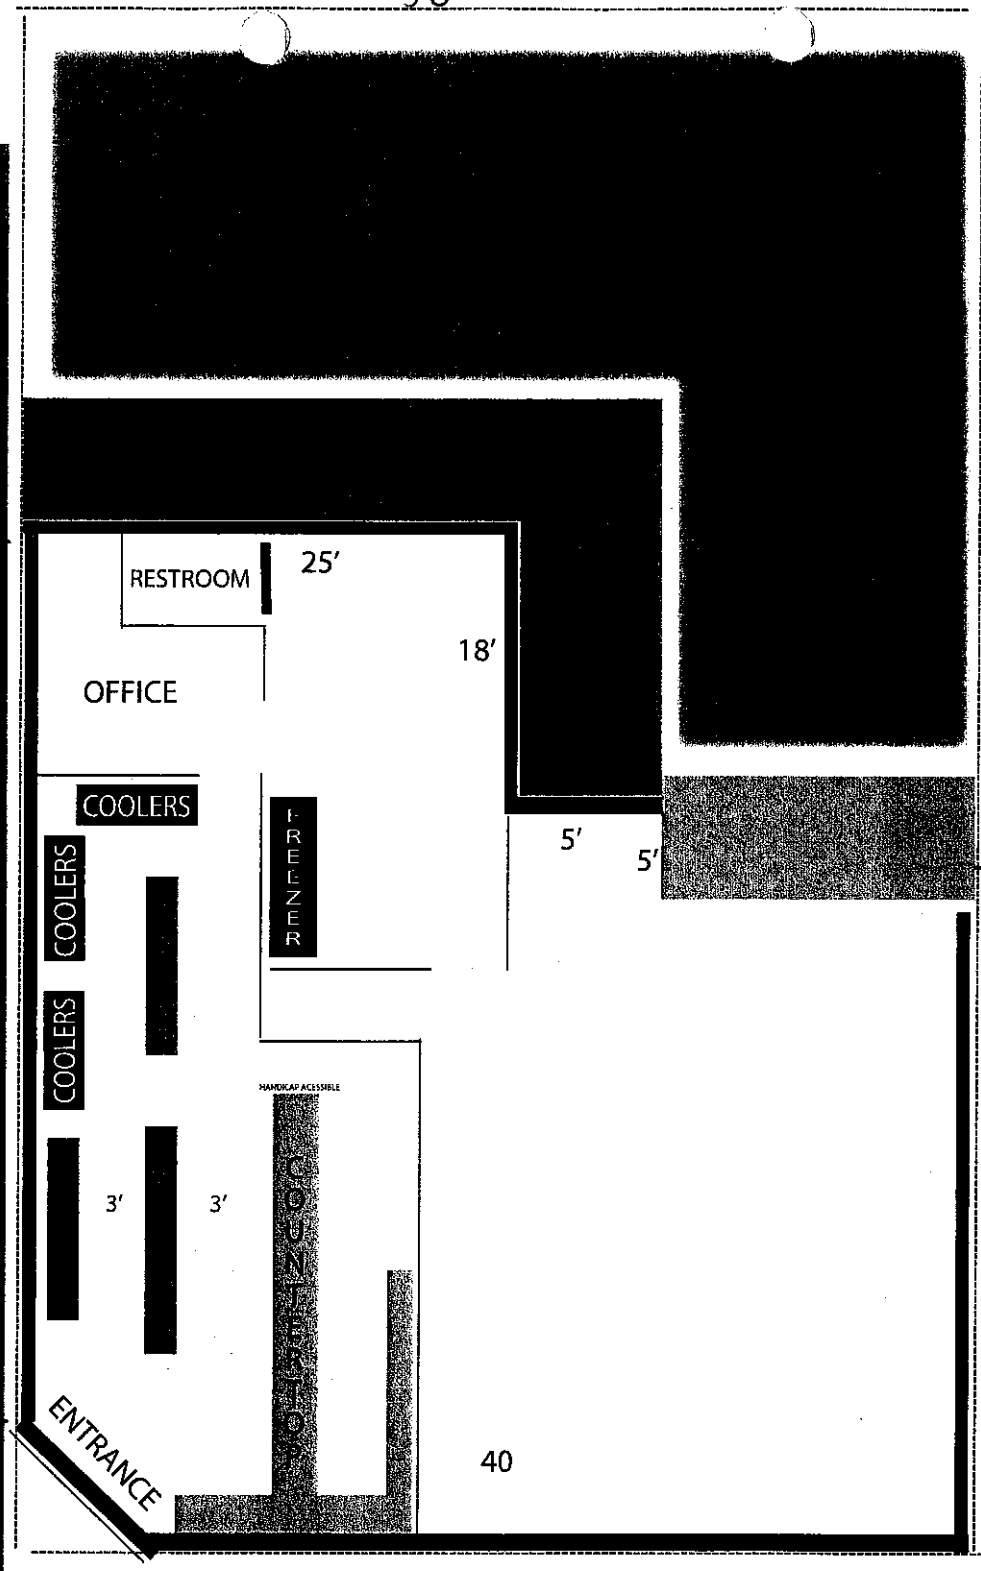 RESTROOM
25'
18'
OFFICE
COOLERS
FREEZER
5'
5'
COOLERS
COOLERS
HANDICAP ACESSIBLE
COUNTERTOP
3'
3'
ENTRANCE
40